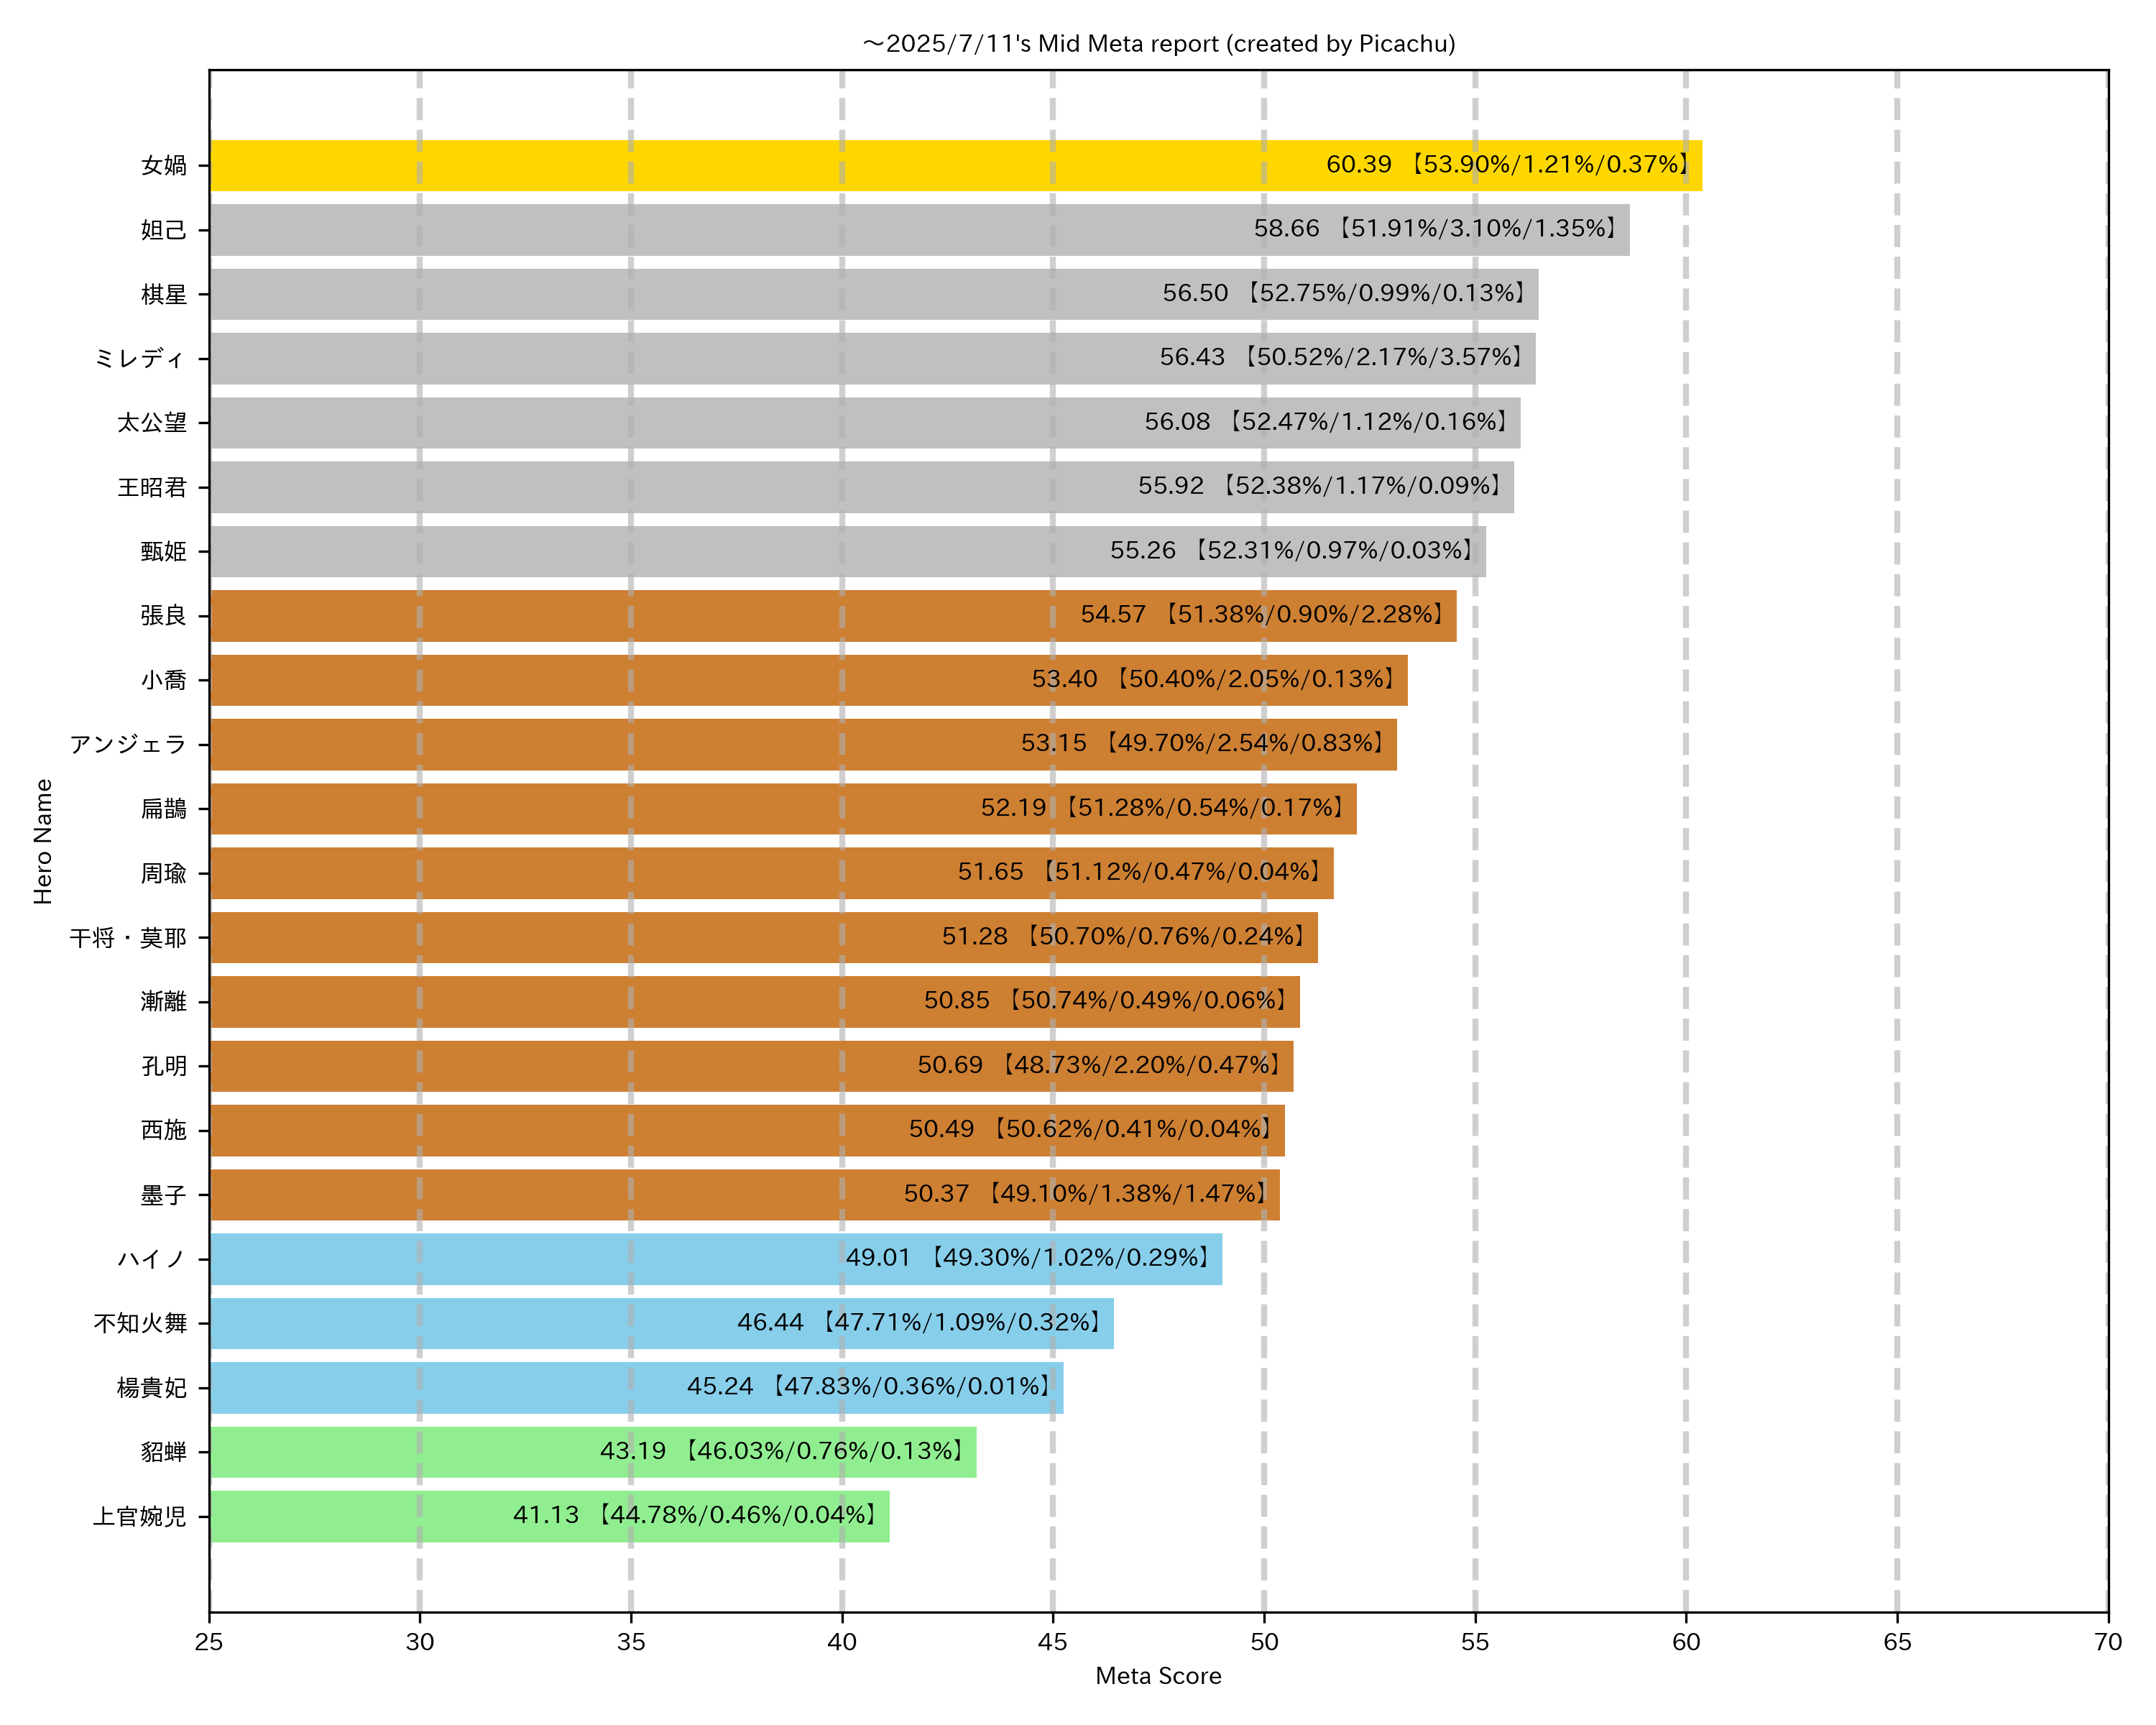 ～2025/7/11's Mid Meta report (created by Picachu)
女媧 60.39 【53.90%/1.21%/0.37%】
妲己 58.66 【51.91%/3.10%/1.35%】
棋星 56.50 【52.75%/0.99%/0.13%】
ミレディ 56.43 【50.52%/2.17%/3.57%】
太公望 56.08 【52.47%/1.12%/0.16%】
王昭君 55.92 【52.38%/1.17%/0.09%】
甄姫 55.26 【52.31%/0.97%/0.03%】
張良 54.57 【51.38%/0.90%/2.28%】
小喬 53.40 【50.40%/2.05%/0.13%】
アンジェラ 53.15 【49.70%/2.54%/0.83%】
扁鵲 52.19 【51.28%/0.54%/0.17%】
周瑜 51.65 【51.12%/0.47%/0.04%】
干将・莫耶 51.28 【50.70%/0.76%/0.24%】
漸離 50.85 【50.74%/0.49%/0.06%】
孔明 50.69 【48.73%/2.20%/0.47%】
西施 50.49 【50.62%/0.41%/0.04%】
墨子 50.37 【49.10%/1.38%/1.47%】
ハイノ 49.01 【49.30%/1.02%/0.29%】
不知火舞 46.44 【47.71%/1.09%/0.32%】
楊貴妃 45.24 【47.83%/0.36%/0.01%】
貂蝉 43.19 【46.03%/0.76%/0.13%】
上官婉児 41.13 【44.78%/0.46%/0.04%】
Hero Name
25 30 35 40 45 50 55 60 65 70
Meta Score